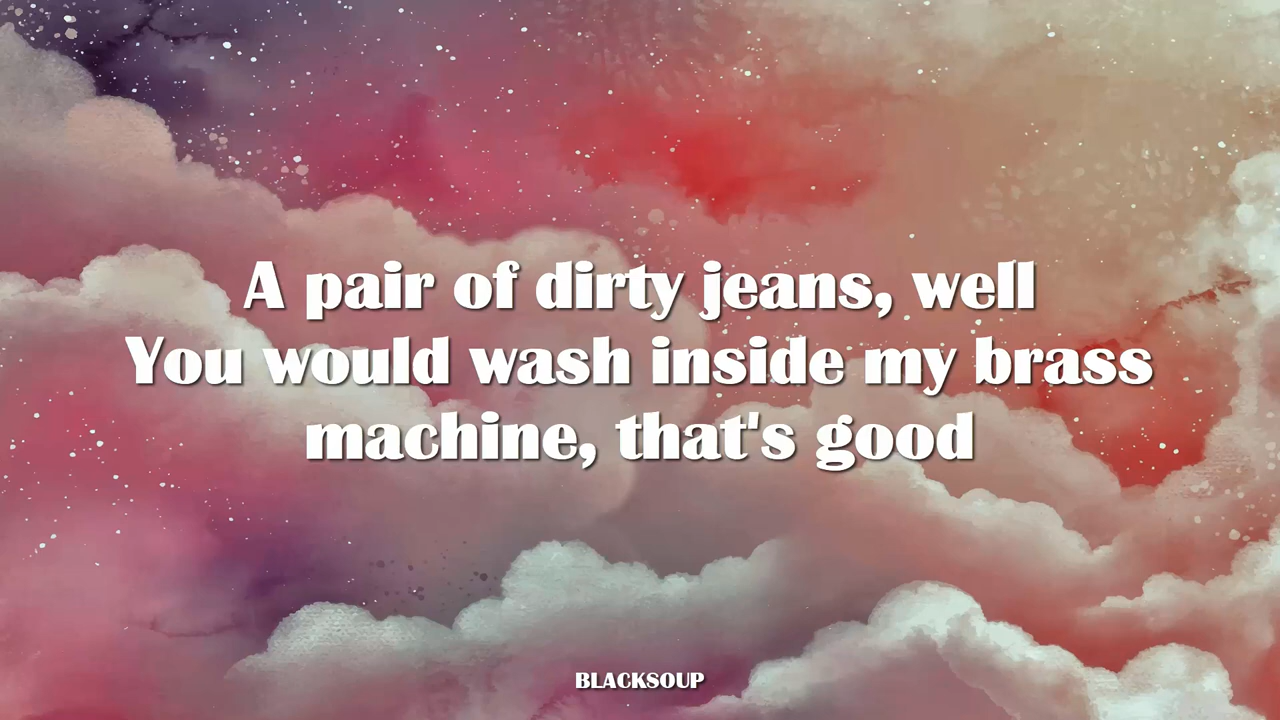 A pair of dirty jeans, well
You would wash inside my brass
machine, that's good
BLACKSOUP